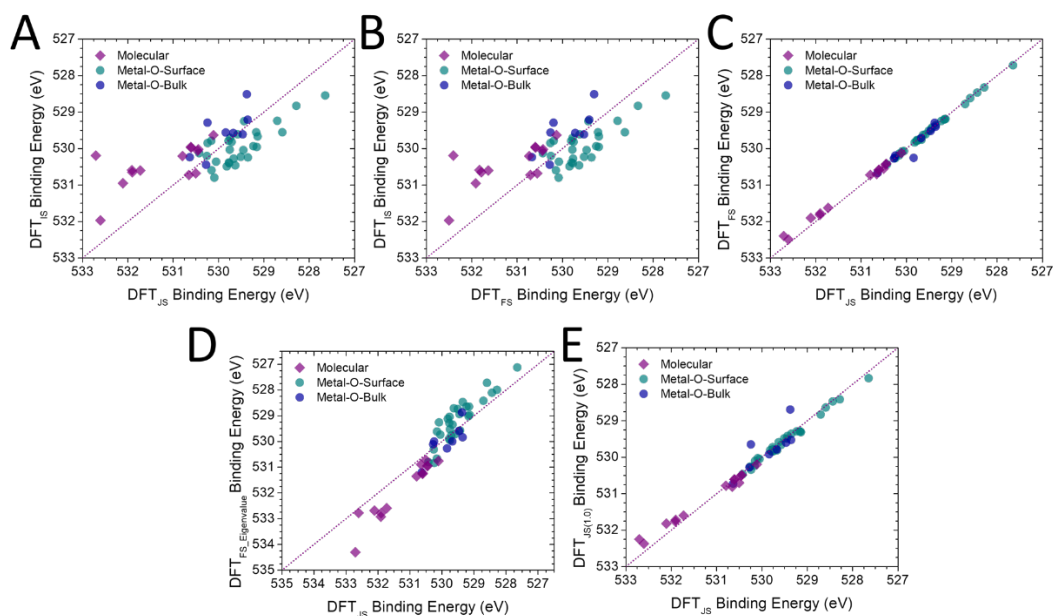 A
527
528
529
530
531
532
533
DFT_IS Binding Energy (eV)
Molecular
Metal-O-Surface
Metal-O-Bulk
533 532 531 530 529 528 527
DFT_JS Binding Energy (eV)
B
527
528
529
530
531
532
533
DFT_IS Binding Energy (eV)
Molecular
Metal-O-Surface
Metal-O-Bulk
533 532 531 530 529 528 527
DFT_FS Binding Energy (eV)
C
527
528
529
530
531
532
533
DFT_FS Binding Energy (eV)
Molecular
Metal-O-Surface
Metal-O-Bulk
533 532 531 530 529 528 527
DFT_JS Binding Energy (eV)
D
527
528
529
530
531
532
533
534
535
DFT_FS_Eigenvalue Binding Energy (eV)
Molecular
Metal-O-Surface
Metal-O-Bulk
535 534 533 532 531 530 529 528 527
DFT_JS Binding Energy (eV)
E
527
528
529
530
531
532
533
DFT_JS(1.0) Binding Energy (eV)
Molecular
Metal-O-Surface
Metal-O-Bulk
533 532 531 530 529 528 527
DFT_JS Binding Energy (eV)